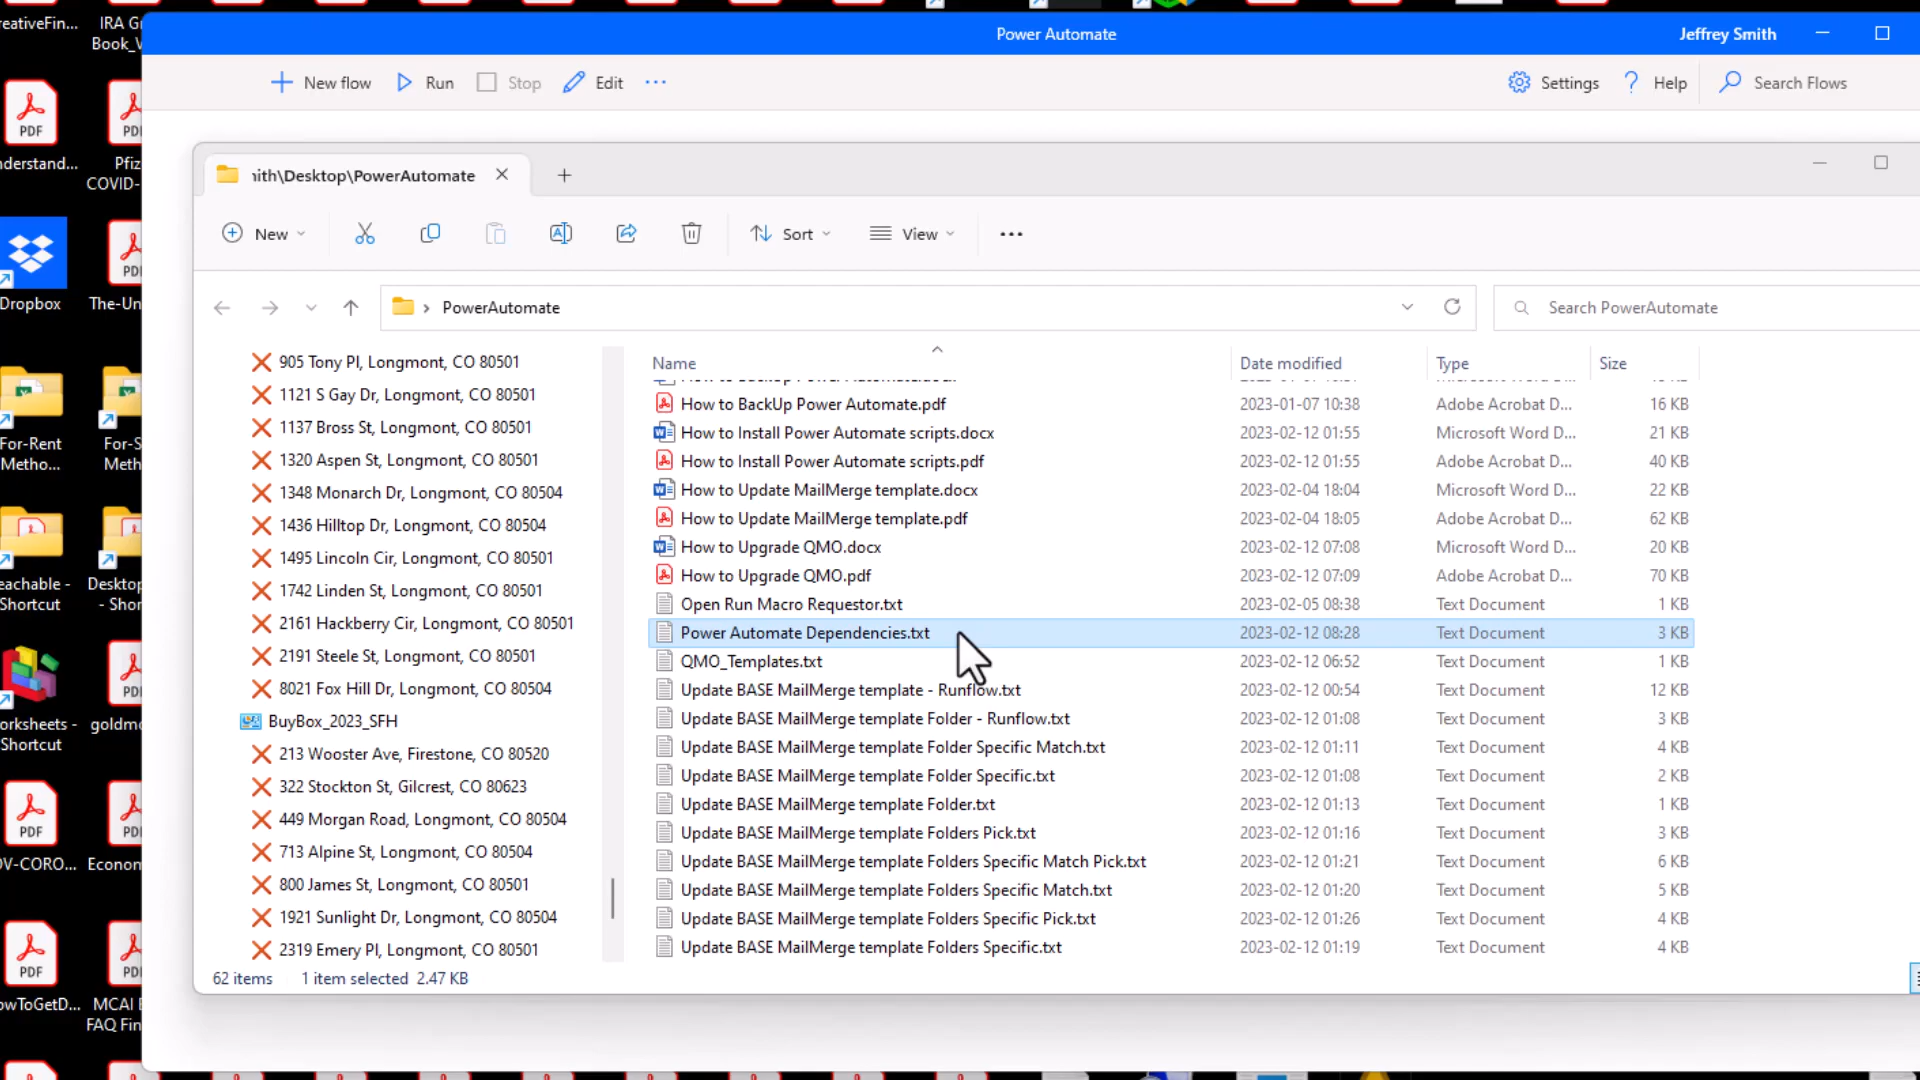 reativeFin...
IRA Gr
Book_V
Power Automate
Jeffrey Smith
New flow
Run
Stop
Edit
Settings
Help
Search Flows
PDF
nderstand...
Pfiz
COVID-
ith\Desktop\PowerAutomate
New
Sort
View
Dropbox
The-Un
PowerAutomate
Search PowerAutomate
905 Tony Pl, Longmont, CO 80501
1121 S Gay Dr, Longmont, CO 80501
1137 Bross St, Longmont, CO 80501
1320 Aspen St, Longmont, CO 80501
1348 Monarch Dr, Longmont, CO 80504
1436 Hilltop Dr, Longmont, CO 80504
1495 Lincoln Cir, Longmont, CO 80501
1742 Linden St, Longmont, CO 80501
2161 Hackberry Cir, Longmont, CO 80501
2191 Steele St, Longmont, CO 80501
8021 Fox Hill Dr, Longmont, CO 80504
BuyBox_2023_SFH
213 Wooster Ave, Firestone, CO 80520
322 Stockton St, Gilcrest, CO 80623
449 Morgan Road, Longmont, CO 80504
713 Alpine St, Longmont, CO 80504
800 James St, Longmont, CO 80501
1921 Sunlight Dr, Longmont, CO 80504
2319 Emery Pl, Longmont, CO 80501
Name Date modified Type Size
How to BackUp Power Automate.pdf 2023-01-07 10:38 Adobe Acrobat D... 16 KB
How to Install Power Automate scripts.docx 2023-02-12 01:55 Microsoft Word D... 21 KB
How to Install Power Automate scripts.pdf 2023-02-12 01:55 Adobe Acrobat D... 40 KB
How to Update MailMerge template.docx 2023-02-04 18:04 Microsoft Word D... 22 KB
How to Update MailMerge template.pdf 2023-02-04 18:05 Adobe Acrobat D... 62 KB
How to Upgrade QMO.docx 2023-02-12 07:08 Microsoft Word D... 20 KB
How to Upgrade QMO.pdf 2023-02-12 07:09 Adobe Acrobat D... 70 KB
Open Run Macro Requestor.txt 2023-02-05 08:38 Text Document 1 KB
Power Automate Dependencies.txt 2023-02-12 08:28 Text Document 3 KB
QMO_Templates.txt 2023-02-12 06:52 Text Document 1 KB
Update BASE MailMerge template - Runflow.txt 2023-02-12 00:54 Text Document 12 KB
Update BASE MailMerge template Folder - Runflow.txt 2023-02-12 01:08 Text Document 3 KB
Update BASE MailMerge template Folder Specific Match.txt 2023-02-12 01:11 Text Document 4 KB
Update BASE MailMerge template Folder Specific.txt 2023-02-12 01:08 Text Document 2 KB
Update BASE MailMerge template Folder.txt 2023-02-12 01:13 Text Document 1 KB
Update BASE MailMerge template Folders Pick.txt 2023-02-12 01:16 Text Document 3 KB
Update BASE MailMerge template Folders Specific Match Pick.txt 2023-02-12 01:21 Text Document 6 KB
Update BASE MailMerge template Folders Specific Match.txt 2023-02-12 01:20 Text Document 5 KB
Update BASE MailMerge template Folders Specific Pick.txt 2023-02-12 01:26 Text Document 4 KB
Update BASE MailMerge template Folders Specific.txt 2023-02-12 01:19 Text Document 4 KB
62 items 1 item selected 2.47 KB
For-Rent
Metho...
For-S
Meth
eachable -
Shortcut
Desktop
- Shor
orksheets -
Shortcut
goldmo
PDF
OV-CORO...
Econom
PDF
owToGetD...
MCAI E
FAQ Fin